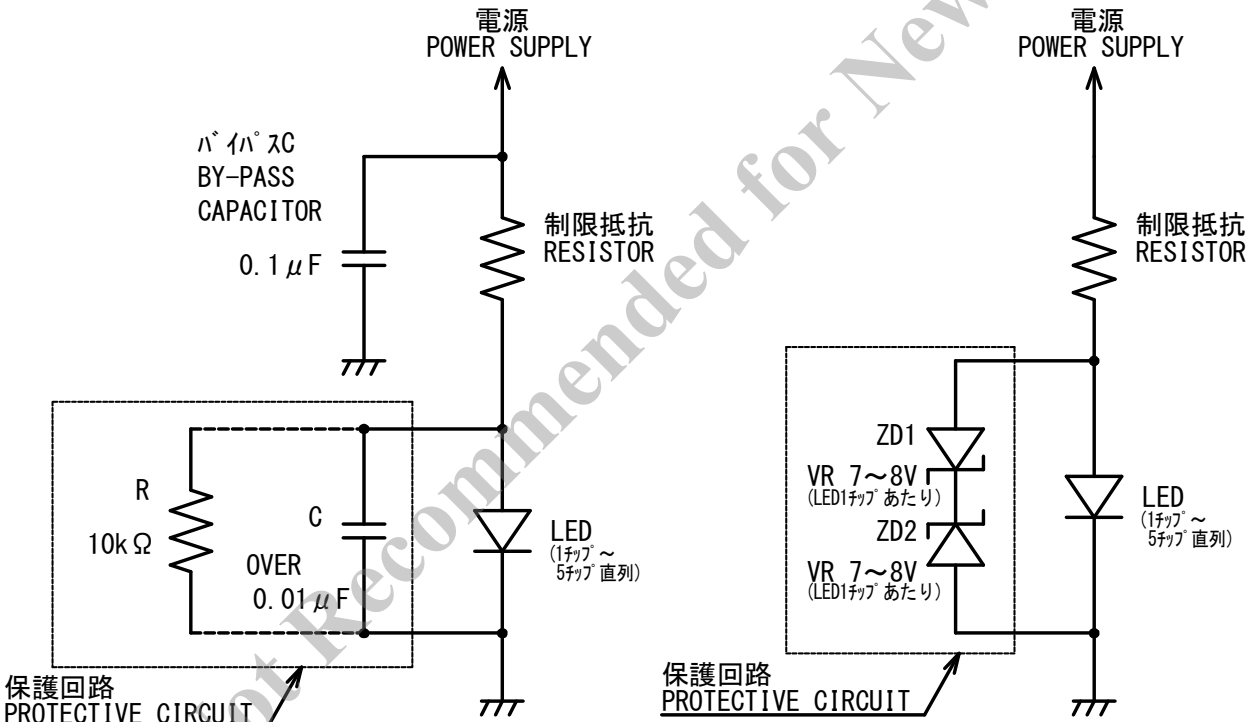 電源
POWER SUPPLY
バイパスC
BY-PASS
CAPACITOR
0.1μF
制限抵抗
RESISTOR
R
10kΩ
C
OVER
0.01μF
LED
(1チップ~
5チップ直列)
保護回路
PROTECTIVE CIRCUIT
電源
POWER SUPPLY
制限抵抗
RESISTOR
ZD1
VR 7~8V
(LED1チップあたり)
ZD2
VR 7~8V
(LED1チップあたり)
LED
(1チップ~
5チップ直列)
保護回路
PROTECTIVE CIRCUIT
Recommended for New